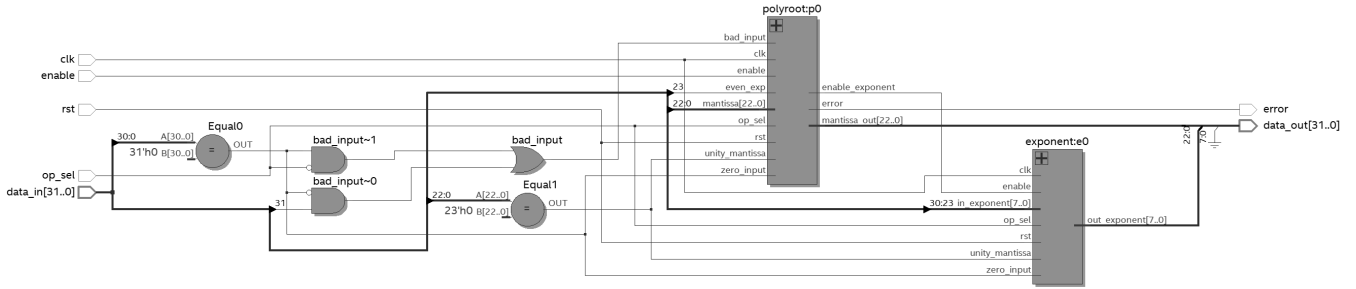 polyroot:p0
bad_input
clk
clk
enable
enable
23
even_exp
enable_exponent
rst
22:0
mantissa[22..0]
error
error
op_sel
mantissa_out[22..0]
data_out[31..0]
Equal0
30:0
A[30..0]
=
OUT
31'h0
B[30..0]
bad_input~1
bad_input
rst
22:0
7:0
exponent:e0
unity_mantissa
zero_input
clk
op_sel
bad_input~0
Equal1
enable
data_in[31..0]
31
22:0
A[22..0]
=
OUT
23'h0
B[22..0]
30:23
in_exponent[7..0]
op_sel
out_exponent[7..0]
rst
unity_mantissa
zero_input